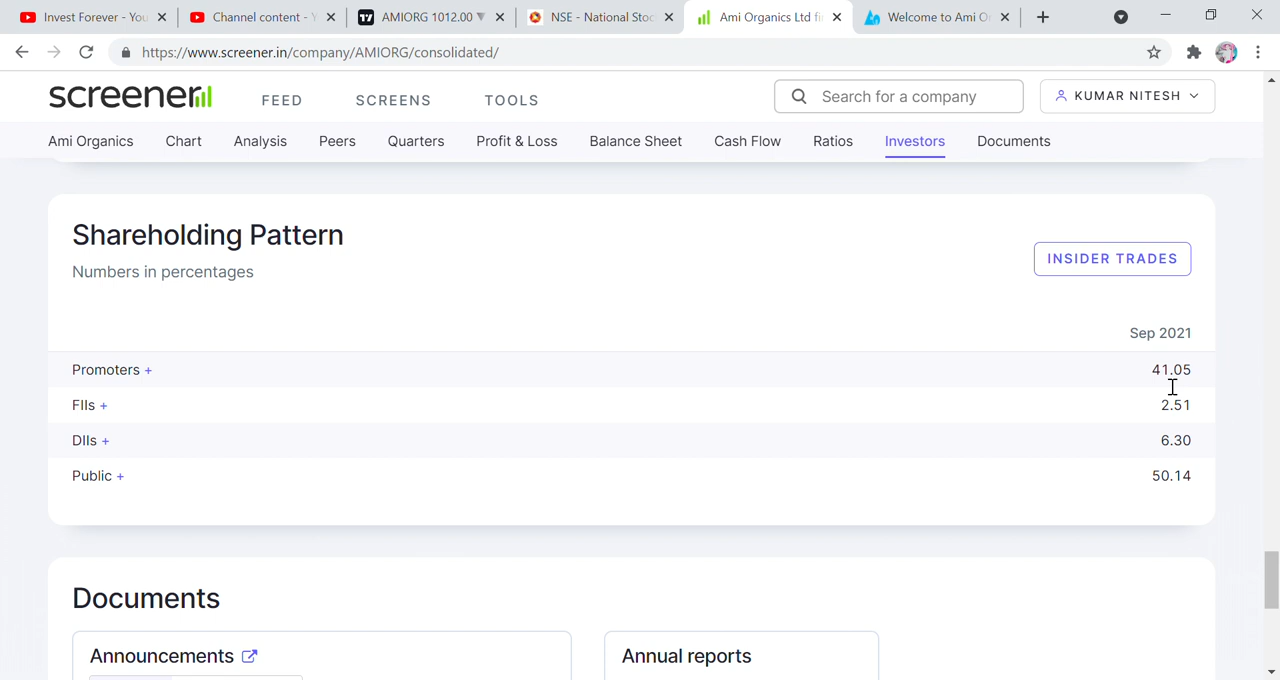 Invest Forever - You
Channel content - Y
AMIORG 1012.00 ▼
NSE - National Stoc
Ami Organics Ltd fi
Welcome to Ami O
https://www.screener.in/company/AMIORG/consolidated/
screener
FEED
SCREENS
TOOLS
Search for a company
KUMAR NITESH
Ami Organics
Chart
Analysis
Peers
Quarters
Profit & Loss
Balance Sheet
Cash Flow
Ratios
Investors
Documents
Shareholding Pattern
Numbers in percentages
INSIDER TRADES
Sep 2021
Promoters + 41.05
FIIs + 2.51
DIIs + 6.30
Public + 50.14
Documents
Announcements
Annual reports